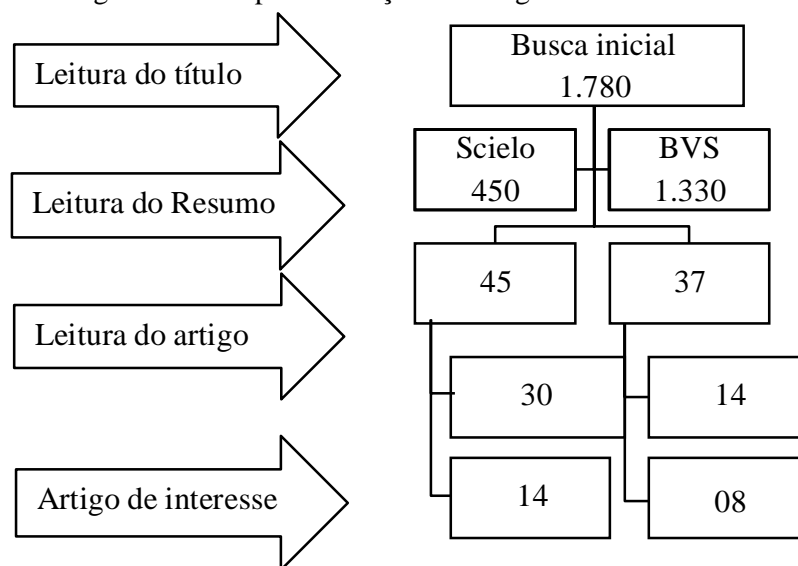 Leitura do título
Busca inicial
1.780
Scielo
450
BVS
1.330
Leitura do Resumo
45
37
Leitura do artigo
30
14
Artigo de interesse
14
08